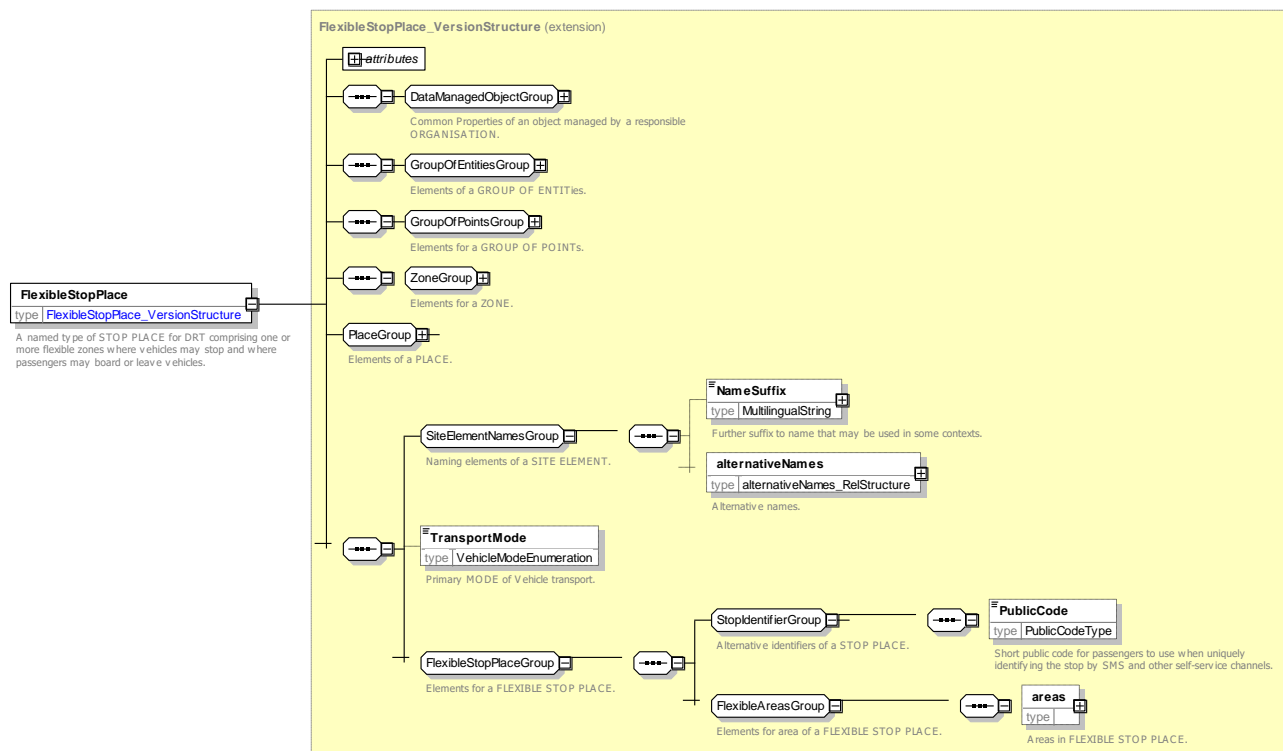 FlexibleStopPlace_VersionStructure (extension)
attributes
DataManagedObjectGroup
Common Properties of an object managed by a responsible
ORGANISATION.
GroupOfEntitiesGroup
Elements of a GROUP OF ENTITies.
GroupOfPointsGroup
Elements for a GROUP OF POINTs.
ZoneGroup
Elements for a ZONE.
FlexibleStopPlace
type FlexibleStopPlace_VersionStructure
A named type of STOP PLACE for DRT comprising one or
more flexible zones where vehicles may stop and where
passengers may board or leave vehicles.
PlaceGroup
Elements of a PLACE.
NameSuffix
type MultilingualString
Further suffix to name that may be used in some contexts.
SiteElementNamesGroup
Naming elements of a SITE ELEMENT.
alternativeNames
type alternativeNames_RelStructure
Alternative names.
TransportMode
type VehicleModeEnumeration
Primary MODE of Vehicle transport.
StopIdentifierGroup
Alternative identifiers of a STOP PLACE.
PublicCode
type PublicCodeType
Short public code for passengers to use when uniquely
identifying the stop by SMS and other self-service channels.
FlexibleStopPlaceGroup
Elements for a FLEXIBLE STOP PLACE.
FlexibleAreasGroup
Elements for area of a FLEXIBLE STOP PLACE.
areas
type
Areas in FLEXIBLE STOP PLACE.